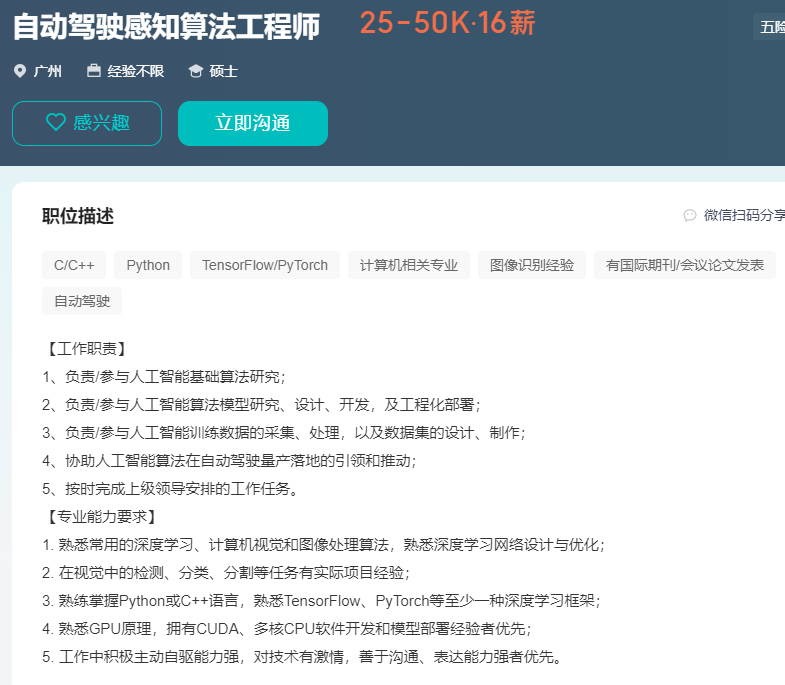 自动驾驶感知算法工程师 25-50K·16薪
五险
广州 经验不限 硕士
感兴趣 立即沟通
职位描述 微信扫码分享
C/C++ Python TensorFlow/PyTorch 计算机相关专业 图像识别经验 有国际期刊/会议论文发表
自动驾驶
【工作职责】
1、负责/参与人工智能基础算法研究；
2、负责/参与人工智能算法模型研究、设计、开发，及工程化部署；
3、负责/参与人工智能训练数据的采集、处理，以及数据集的设计、制作；
4、协助人工智能算法在自动驾驶量产落地的引领和推动；
5、按时完成上级领导安排的工作任务。
【专业能力要求】
1. 熟悉常用的深度学习、计算机视觉和图像处理算法，熟悉深度学习网络设计与优化；
2. 在视觉中的检测、分类、分割等任务有实际项目经验；
3. 熟练掌握Python或C++语言，熟悉TensorFlow、PyTorch等至少一种深度学习框架；
4. 熟悉GPU原理，拥有CUDA、多核CPU软件开发和模型部署经验者优先；
5. 工作中积极主动自驱能力强，对技术有激情，善于沟通、表达能力强者优先。